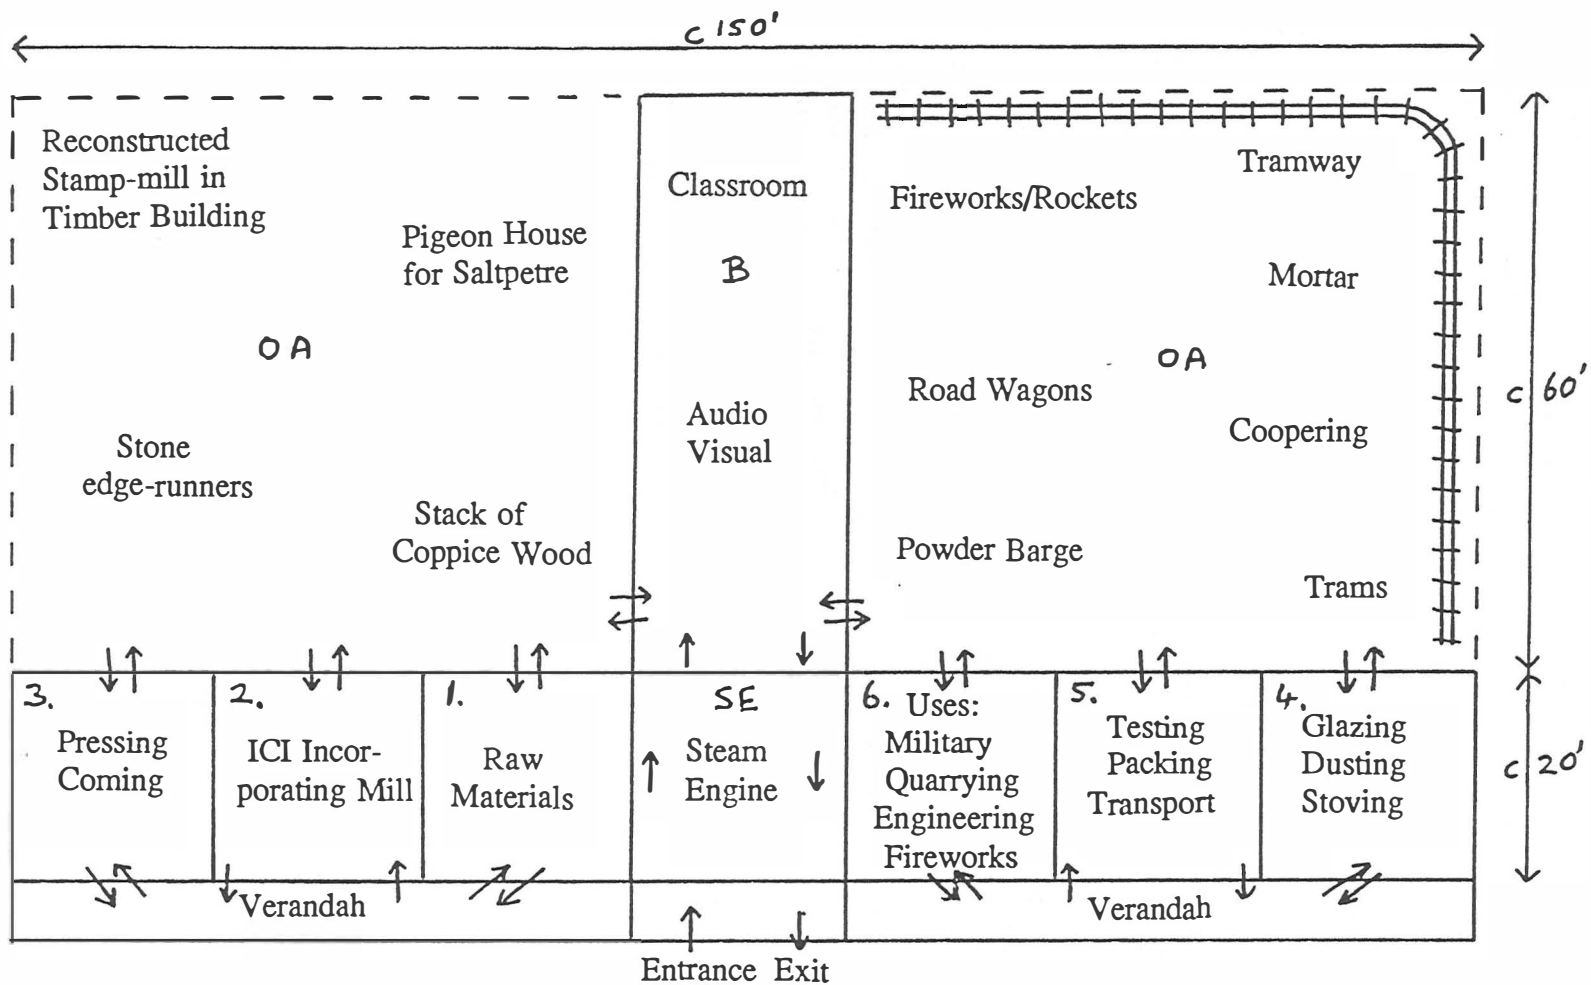 c 150'
Reconstructed
Stamp-mill in
Timber Building
Pigeon House
for Saltpetre
OA
Stone
edge-runners
Stack of
Coppice Wood
Classroom
B
Audio
Visual
Tramway
Fireworks/Rockets
Mortar
OA
Road Wagons
Coopering
Powder Barge
Trams
c 60'
3.
Pressing
Corning
2.
ICI Incor-
porating Mill
1.
Raw
Materials
SE
Steam
Engine
6. Uses:
Military
Quarrying
Engineering
Fireworks
5.
Testing
Packing
Transport
4.
Glazing
Dusting
Stoving
c 20'
Verandah
Verandah
Entrance Exit